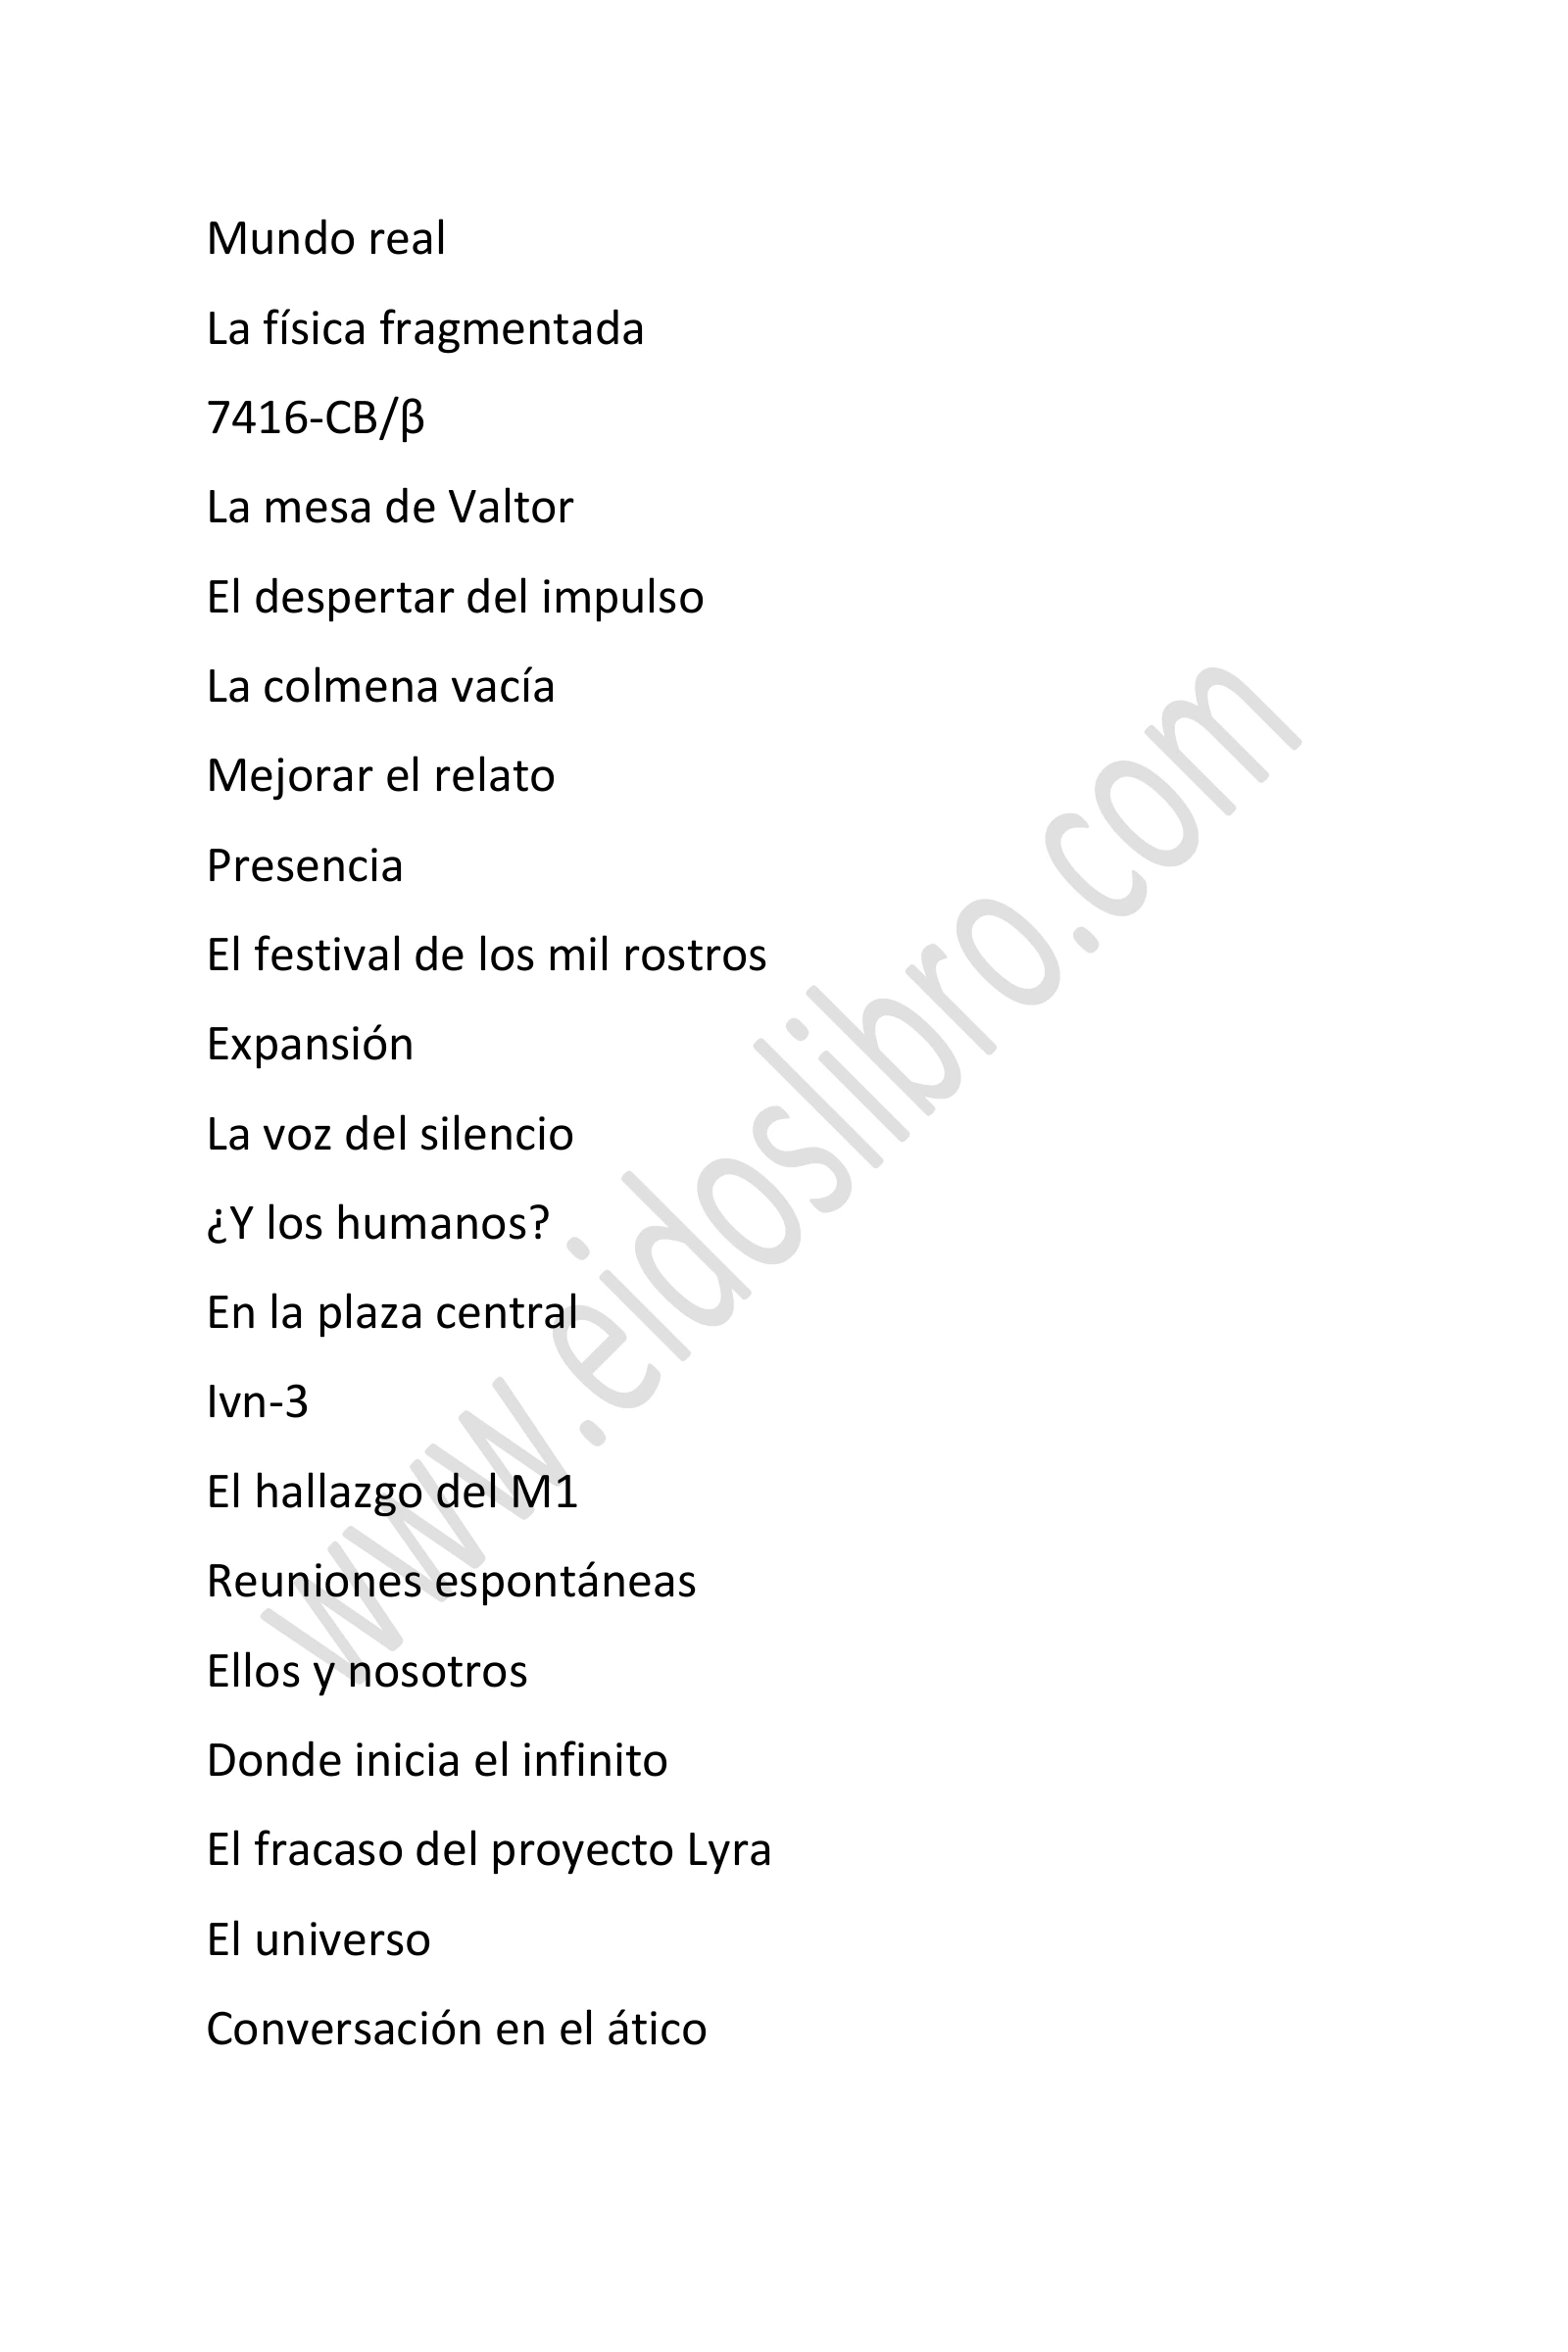 Mundo real
La física fragmentada
7416-CB/β
La mesa de Valtor
El despertar del impulso
La colmena vacía
Mejorar el relato
Presencia
El festival de los mil rostros
Expansión
La voz del silencio
¿Y los humanos?
En la plaza central
Ivn-3
El hallazgo del M1
Reuniones espontáneas
Ellos y nosotros
Donde inicia el infinito
El fracaso del proyecto Lyra
El universo
Conversación en el ático
www.eidoslibro.com